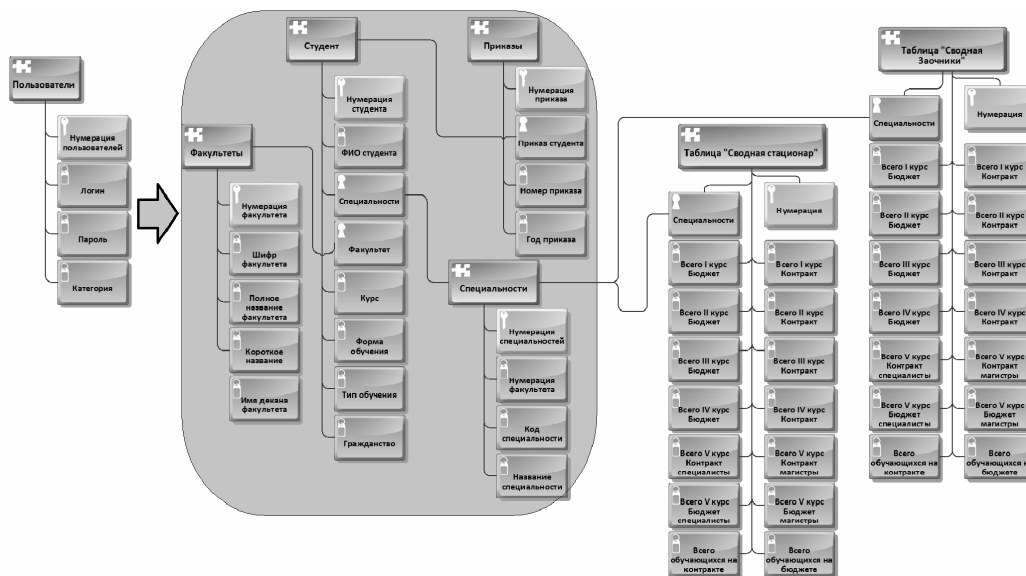 Пользователи
Нумерация
пользователей
Логин
Пароль
Категория
Факультеты
Нумерация
факультета
Шифр
факультета
Полное
название
факультета
Короткое
название
Имя декана
факультета
Студент
Нумерация
студента
ФИО студента
Специальности
Факультет
Курс
Форма
обучения
Тип обучения
Гражданство
Приказы
Нумерация
приказа
Приказ студента
Номер приказа
Год приказа
Специальности
Нумерация
специальностей
Нумерация
факультета
Код
специальности
Название
специальности
Таблица "Сводная стационар"
Специальности
Нумерация
Всего I курс
Бюджет
Всего I курс
Контракт
Всего II курс
Бюджет
Всего II курс
Контракт
Всего III курс
Бюджет
Всего III курс
Контракт
Всего IV курс
Бюджет
Всего IV курс
Контракт
Всего V курс
Контракт
специалисты
Всего V курс
Контракт
магистры
Всего V курс
Бюджет
специалисты
Всего V курс
Бюджет
магистры
Всего
обучающихся на
контракте
Всего
обучающихся на
бюджете
Таблица "Сводная
Заочники"
Специальности
Нумерация
Всего I курс
Бюджет
Всего I курс
Контракт
Всего II курс
Бюджет
Всего II курс
Контракт
Всего III курс
Бюджет
Всего III курс
Контракт
Всего IV курс
Бюджет
Всего IV курс
Контракт
Всего V курс
Контракт
специалисты
Всего V курс
Контракт
магистры
Всего V курс
Бюджет
специалисты
Всего V курс
Бюджет
магистры
Всего
обучающихся на
контракте
Всего
обучающихся н
бюджете